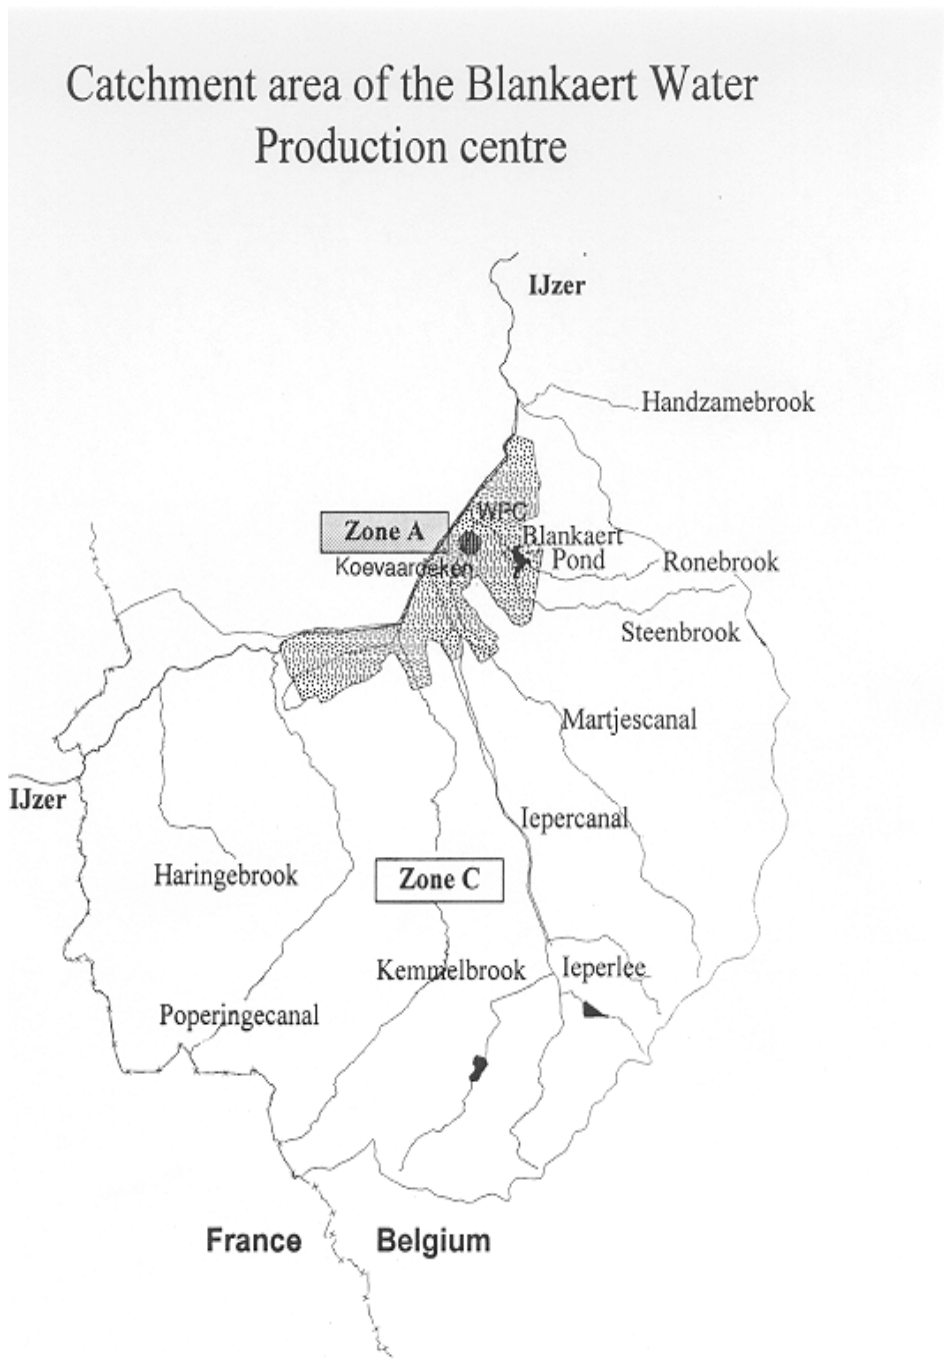 Catchment area of the Blankaert Water
Production centre
IJzer
Handzamebrook
WPC
Zone A
Blankaert
Pond
Koevaardeken
Ronebrook
Steenbrook
Martjescanal
IJzer
Iepercanal
Haringebrook
Zone C
Kemmelbrook
Ieperlee
Poperingecanal
France
Belgium